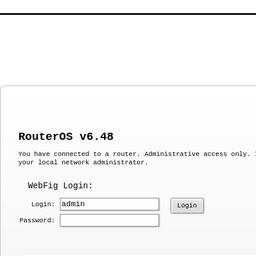 RouterOS v6.48
You have connected to a router. Administrative access only.
your local network administrator.
WebFig Login:
Login: admin Login
Password: